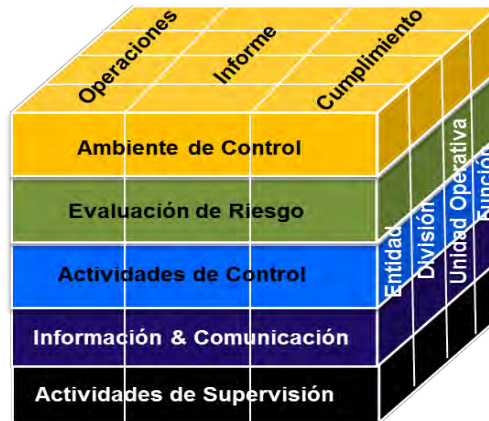 Operaciones
Informe
Cumplimiento
Ambiente de Control
Evaluación de Riesgo
Actividades de Control
Información & Comunicación
Actividades de Supervisión
Entidad
División
Unidad Operativa
Función